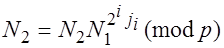 N₂ = N₂N₁^{2^i j_i} (mod p)